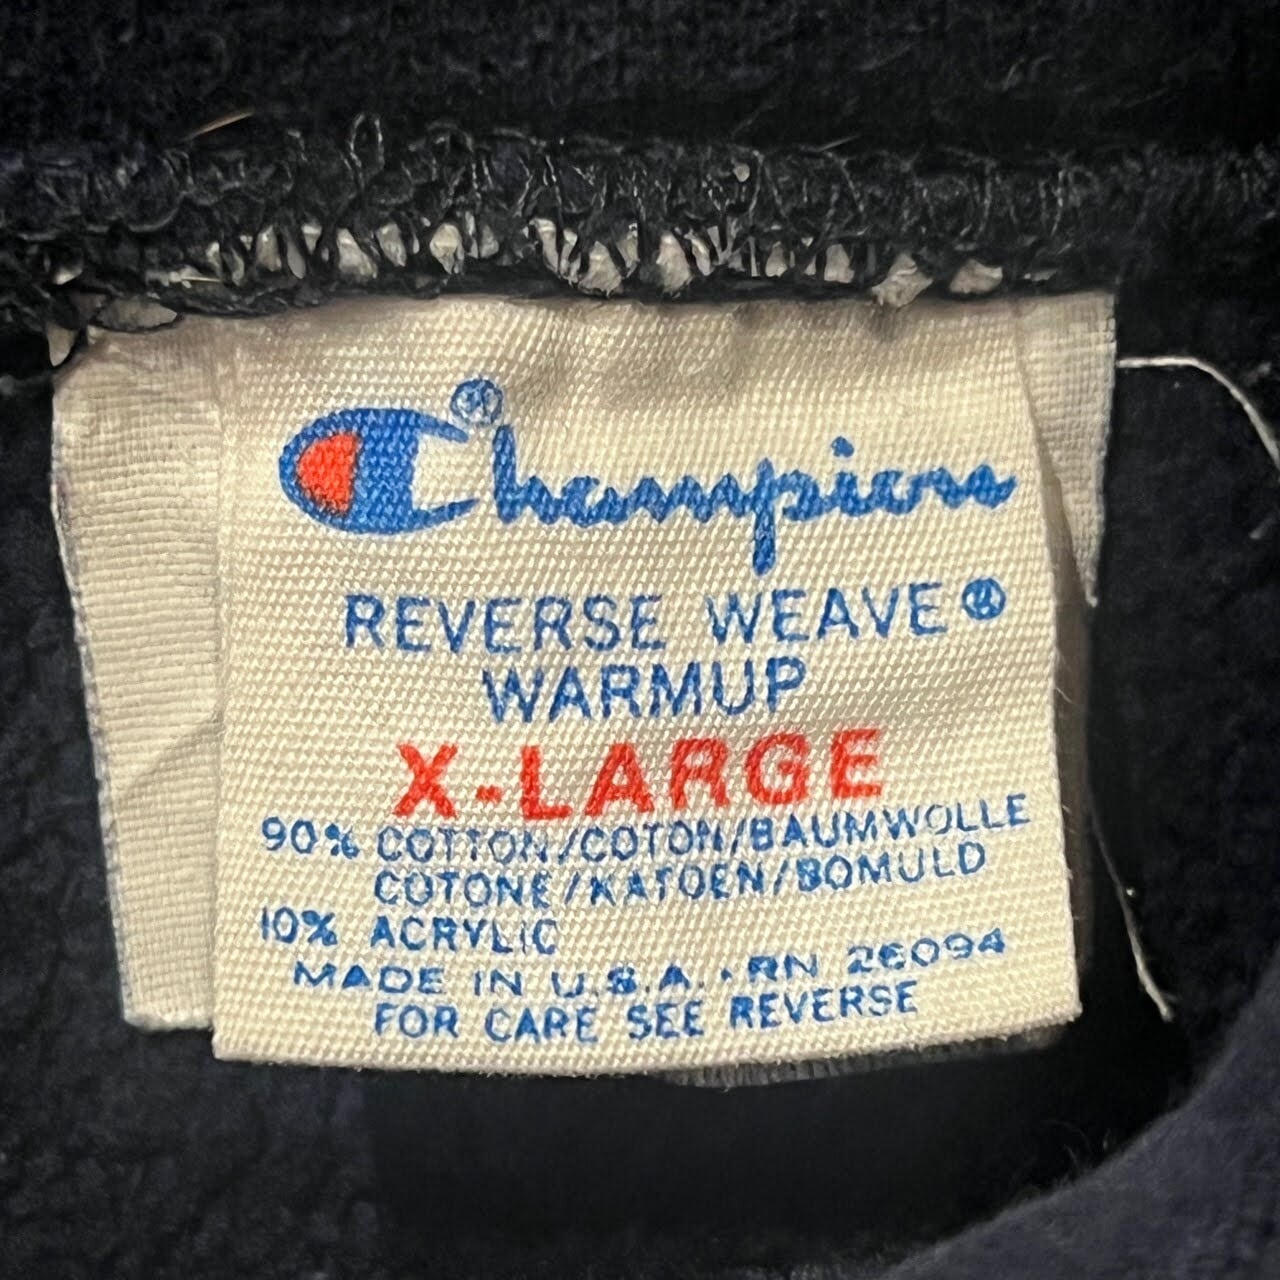 Champion®
REVERSE WEAVE®
WARMUP
X-LARGE
90% COTTON/COTON/BAUMWOLLE
COTONE/KATOEN/BOMULD
10% ACRYLIC
MADE IN U.S.A. · RN 26094
FOR CARE SEE REVERSE